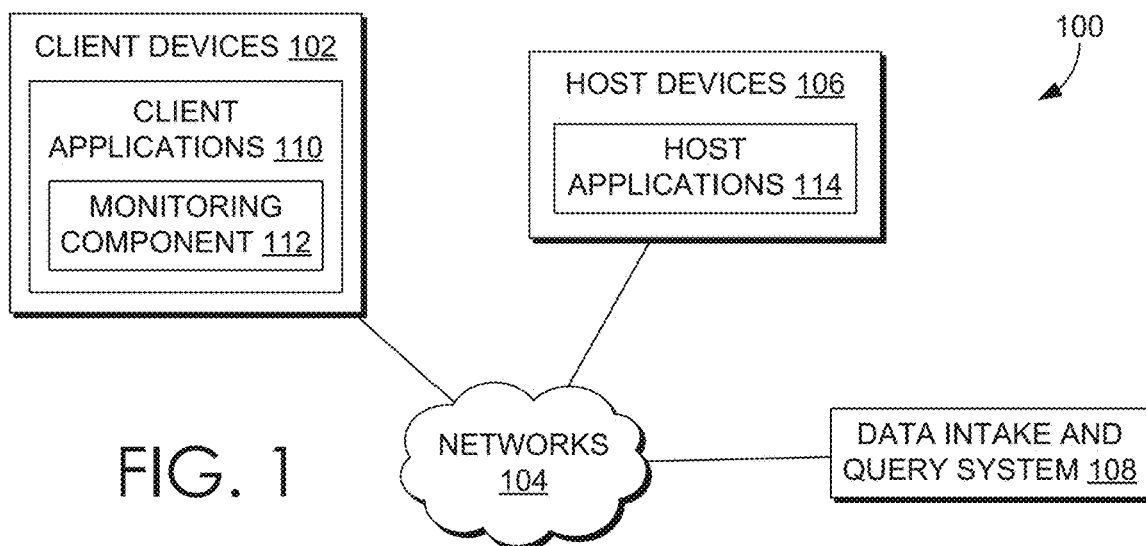 CLIENT DEVICES 102
CLIENT
APPLICATIONS 110
MONITORING
COMPONENT 112
HOST DEVICES 106
HOST
APPLICATIONS 114
100
NETWORKS
104
DATA INTAKE AND
QUERY SYSTEM 108
FIG. 1